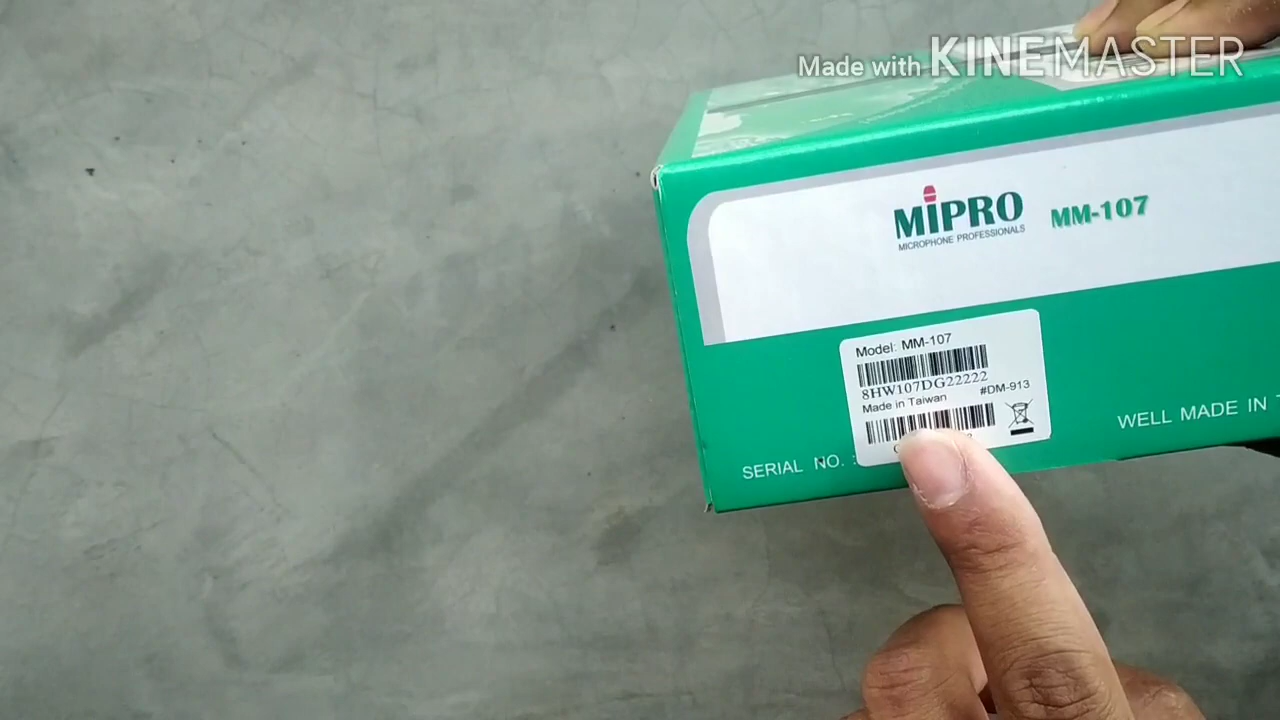 Made with KINEMASTER
MIPRO MM-107
MICROPHONE PROFESSIONALS
Model: MM-107
8HW107DG22222
Made in Taiwan #DM-913
SERIAL NO. :
WELL MADE IN